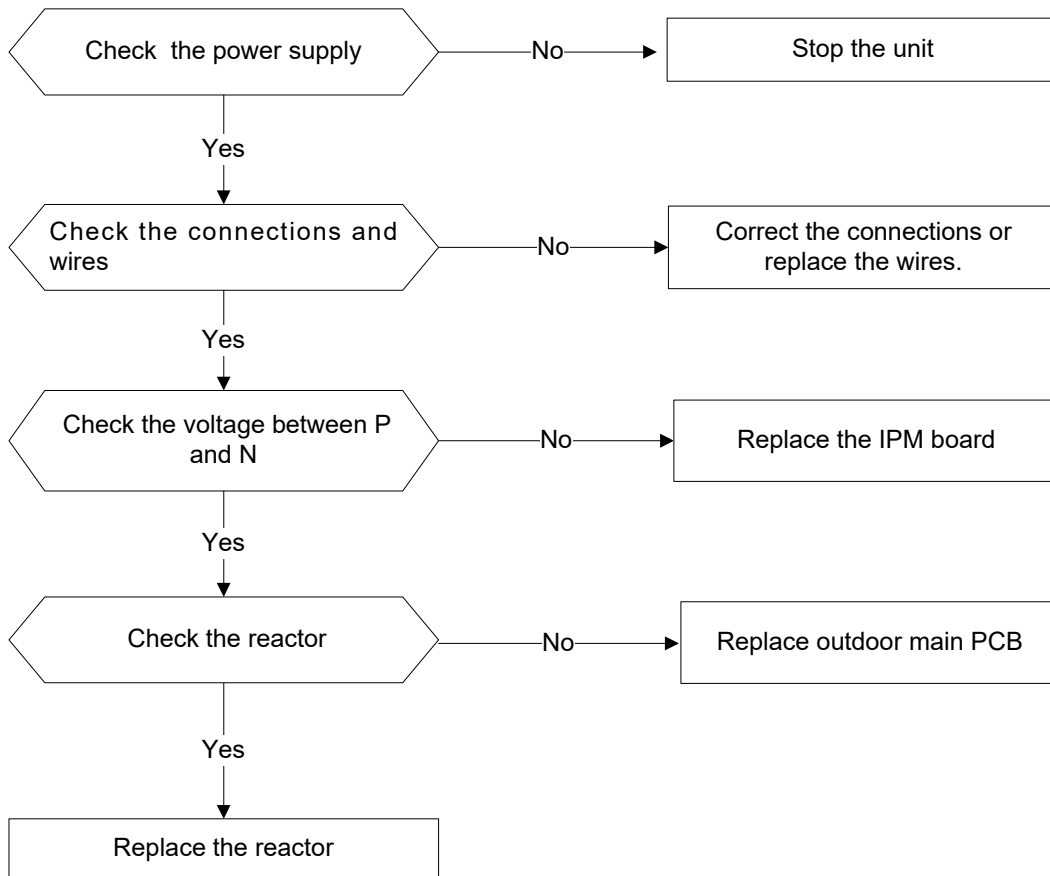 Check the power supply
No
Stop the unit
Yes
Check the connections and
wires
No
Correct the connections or
replace the wires.
Yes
Check the voltage between P
and N
No
Replace the IPM board
Yes
Check the reactor
No
Replace outdoor main PCB
Yes
Replace the reactor